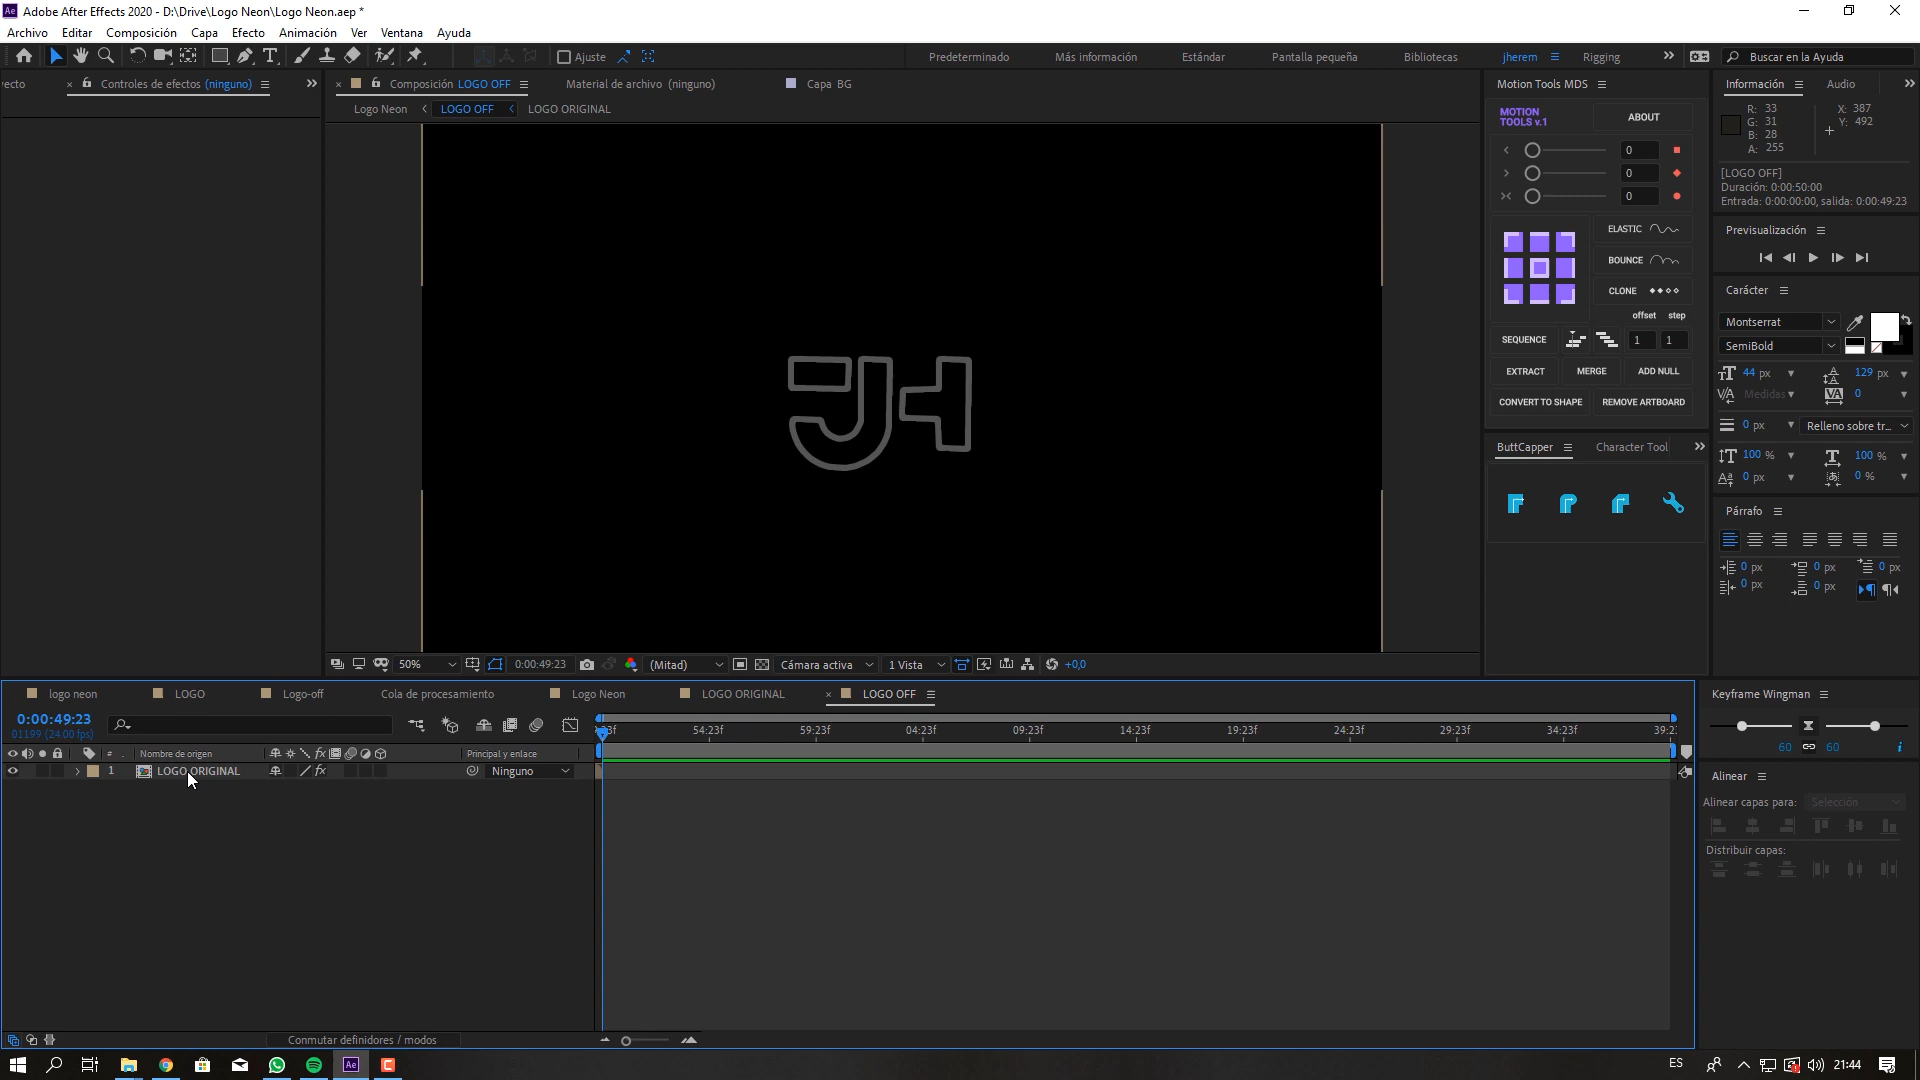 Adobe After Effects 2020 - D:\Drive\Logo Neon\Logo Neon.aep *
Archivo Editar Composición Capa Efecto Animación Ver Ventana Ayuda
Ajuste
Predeterminado Más información Estándar Pantalla pequeña Bibliotecas jherem Rigging
Buscar en la Ayuda
ecto
Controles de efectos (ninguno)
Composición LOGO OFF
Material de archivo (ninguno)
Capa BG
Logo Neon LOGO OFF LOGO ORIGINAL
Motion Tools MDS
MOTION
TOOLS v.1
ABOUT
0
0
0
ELASTIC
BOUNCE
CLONE
offset step
SEQUENCE 1 1
EXTRACT MERGE ADD NULL
CONVERT TO SHAPE REMOVE ARTBOARD
ButtCapper Character Tool
Información Audio
R: 33 X: 387
G: 31 Y: 492
B: 28
A: 255
[LOGO OFF]
Duración: 0:00:50:00
Entrada: 0:00:00:00, salida: 0:00:49:23
Previsualización
Carácter
Montserrat
SemiBold
44 px 129 px
Medidas 0
0 px Relleno sobre tr...
100 % 100 %
0 px 0 %
Párrafo
0 px 0 px 0 px
0 px 0 px
50% 0:00:49:23 (Mitad) Cámara activa 1 Vista +0,0
logo neon LOGO Logo-off Cola de procesamiento Logo Neon LOGO ORIGINAL LOGO OFF
0:00:49:23
01199 (24.00 fps)
54:23f 59:23f 04:23f 09:23f 14:23f 19:23f 24:23f 29:23f 34:23f
# Nombre de origen fx Principal y enlace
1 LOGO ORIGINAL fx Ninguno
Conmutar definidores / modos
Keyframe Wingman
60 60
Alinear
Alinear capas para: Selección
Distribuir capas:
Ae
ES 21:44